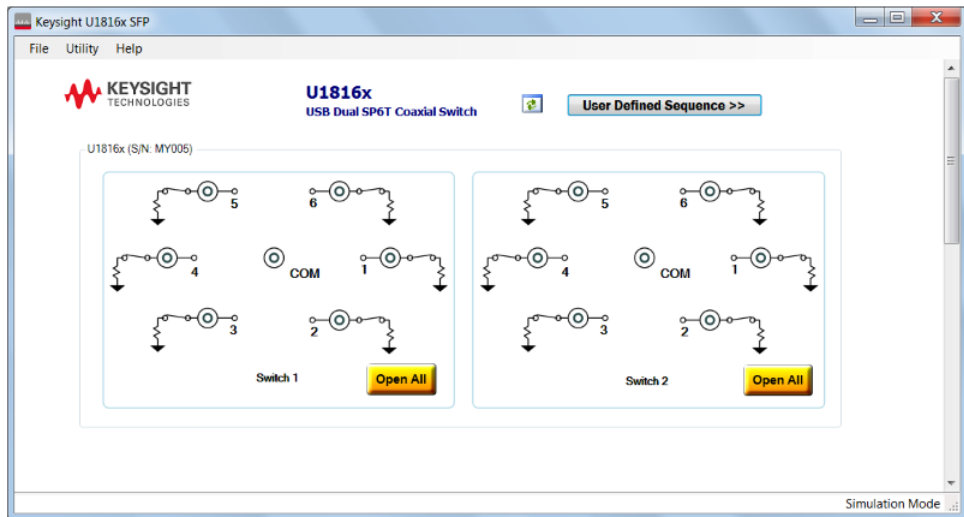 Keysight U1816x SFP
File Utility Help
KEYSIGHT
TECHNOLOGIES
U1816x
USB Dual SP6T Coaxial Switch
User Defined Sequence >>
U1816x (S/N: MY005)
5 6
4 COM 1
3 2
Switch 1 Open All
5 6
4 COM 1
3 2
Switch 2 Open All
Simulation Mode